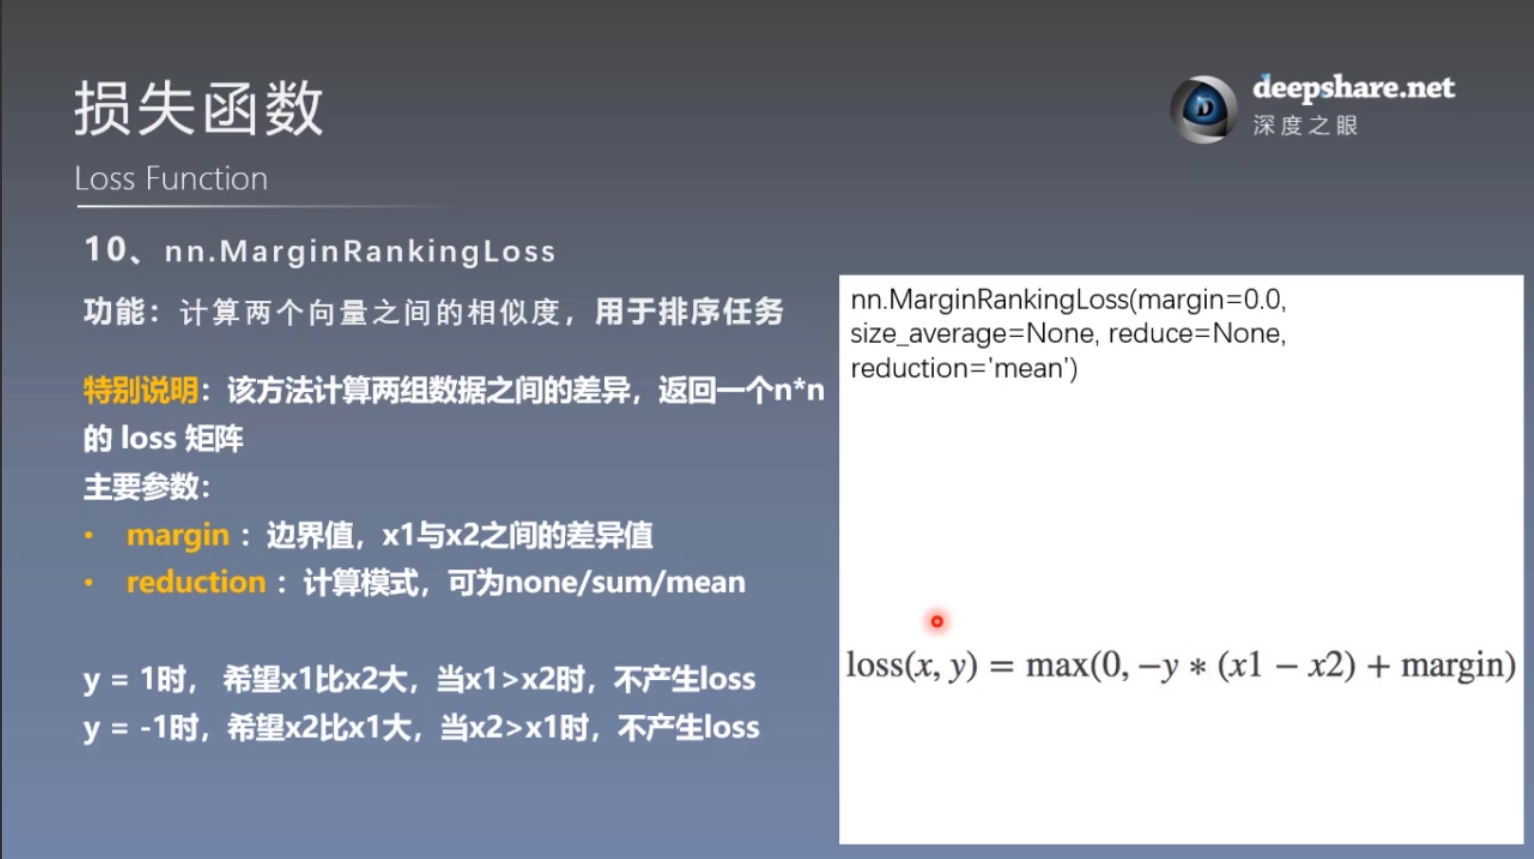 损失函数
Loss Function
deepshare.net
深度之眼
10、nn.MarginRankingLoss
功能：计算两个向量之间的相似度，用于排序任务
特别说明：该方法计算两组数据之间的差异，返回一个n*n
的 loss 矩阵
主要参数：
• margin ：边界值，x1与x2之间的差异值
• reduction ：计算模式，可为none/sum/mean
y = 1时， 希望x1比x2大，当x1>x2时，不产生loss
y = -1时，希望x2比x1大，当x2>x1时，不产生loss
nn.MarginRankingLoss(margin=0.0,
size_average=None, reduce=None,
reduction='mean')
loss(x, y) = max(0, −y ∗ (x1 − x2) + margin)